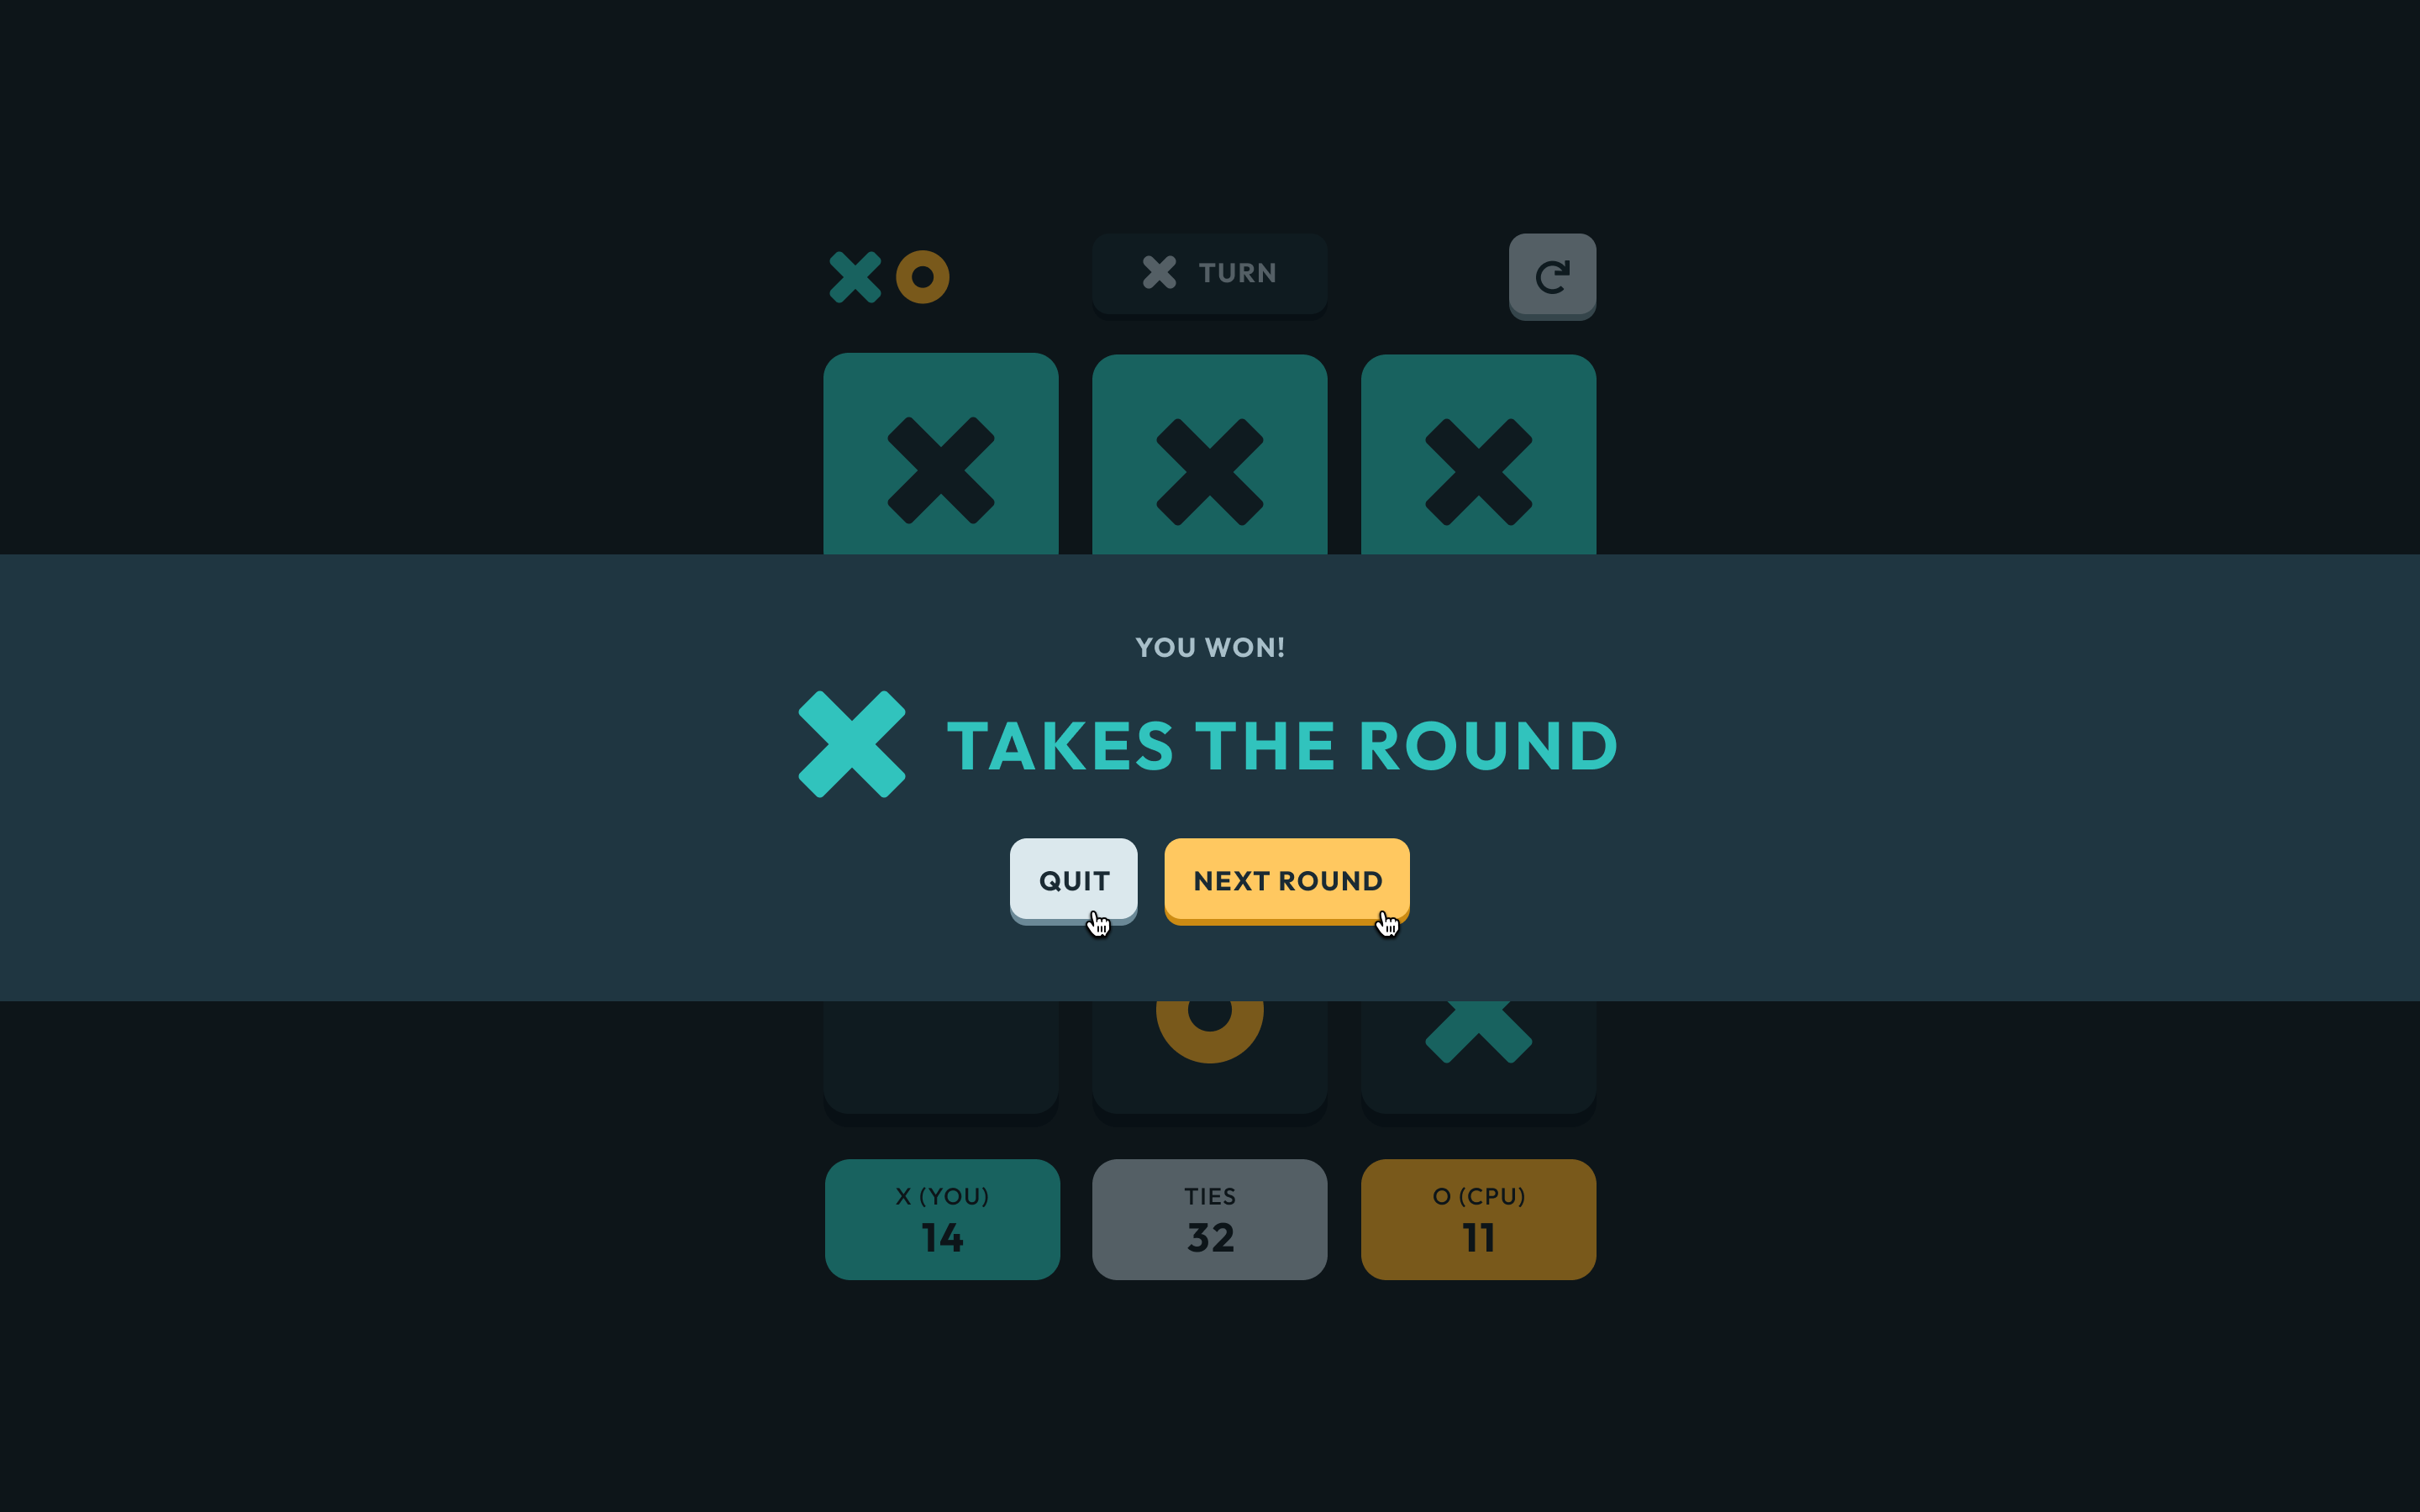 TURN
YOU WON!
TAKES THE ROUND
QUIT
NEXT ROUND
X (YOU)
14
TIES
32
O (CPU)
11